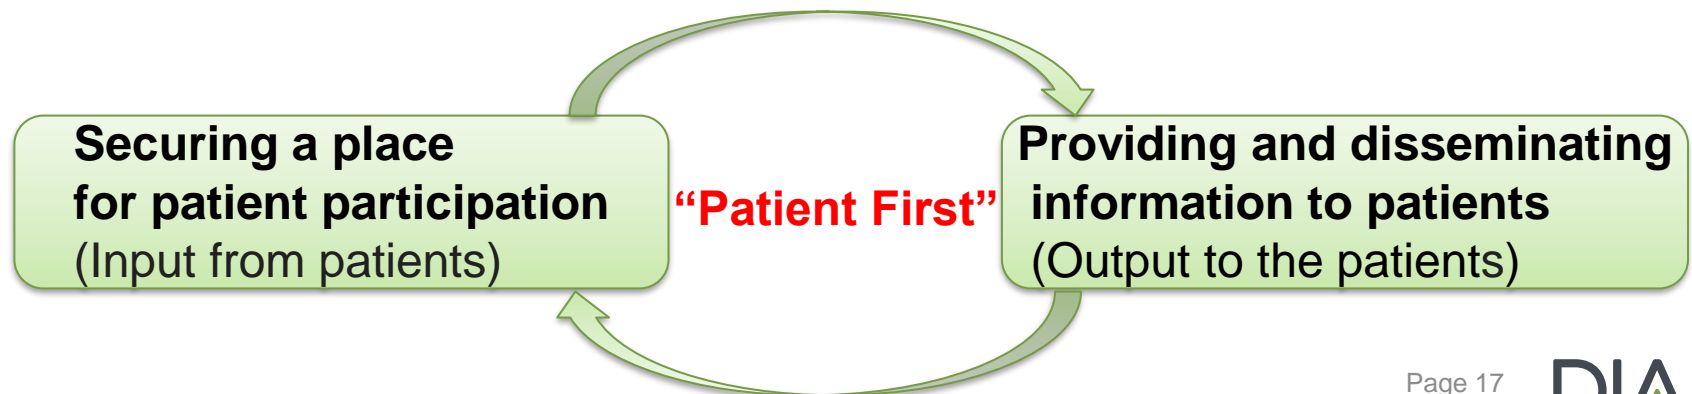 Securing a place
for patient participation
(Input from patients)
“Patient First”
Providing and disseminating
information to patients
(Output to the patients)
Page 17
DIA